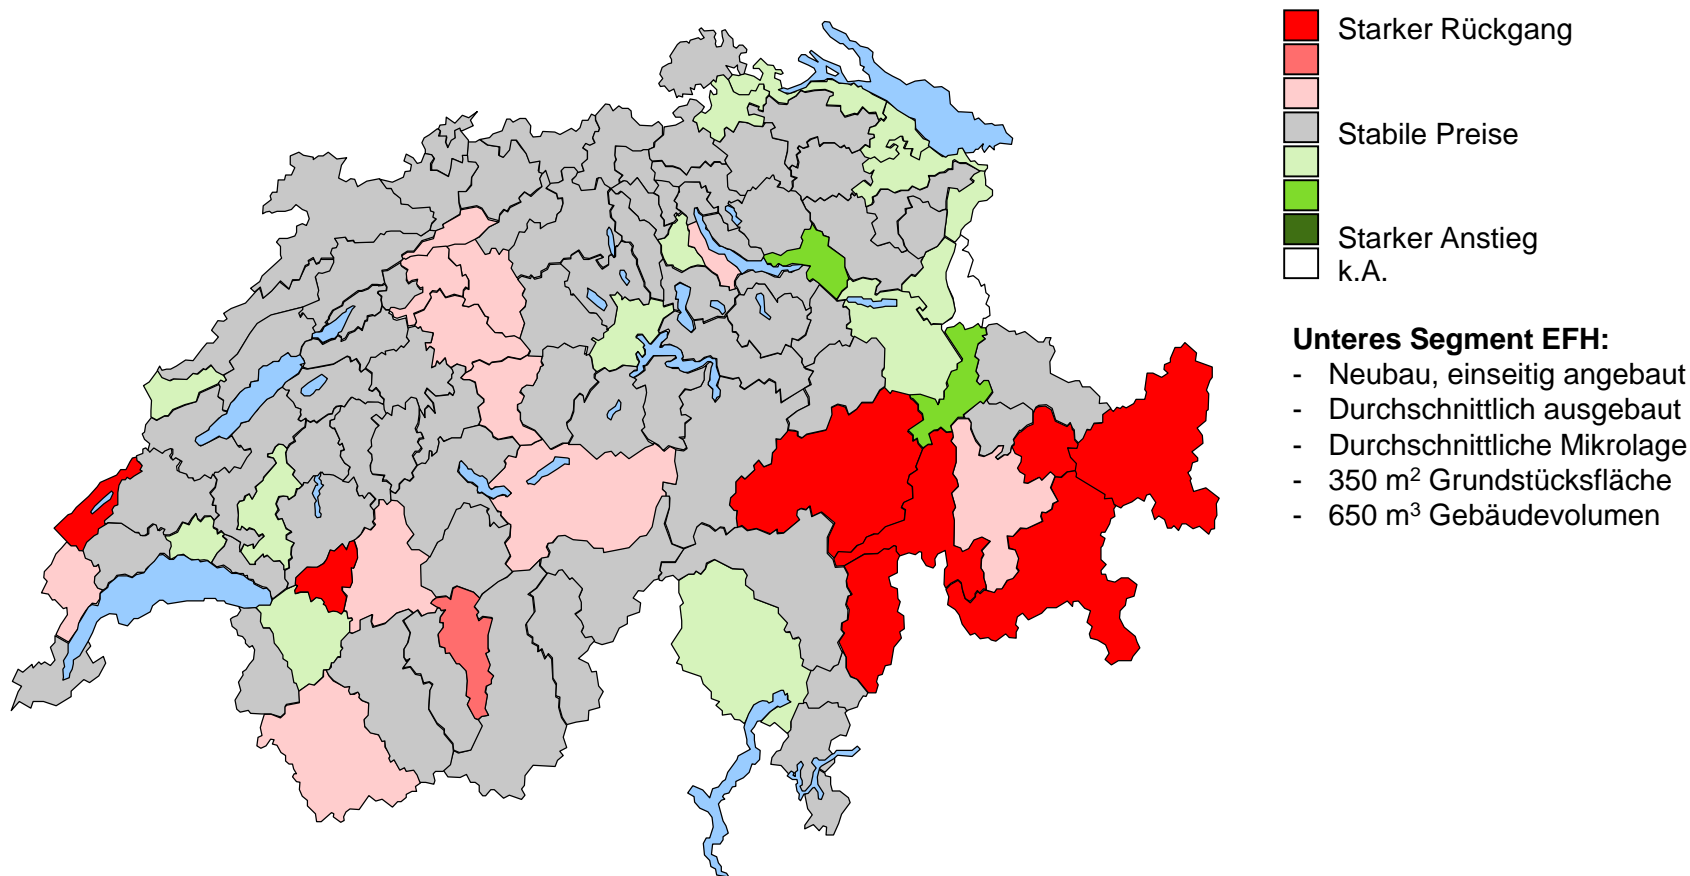 Starker Rückgang
Stabile Preise
Starker Anstieg
k.A.
Unteres Segment EFH:
- Neubau, einseitig angebaut
- Durchschnittlich ausgebaut
- Durchschnittliche Mikrolage
- 350 m² Grundstücksfläche
- 650 m³ Gebäudevolumen